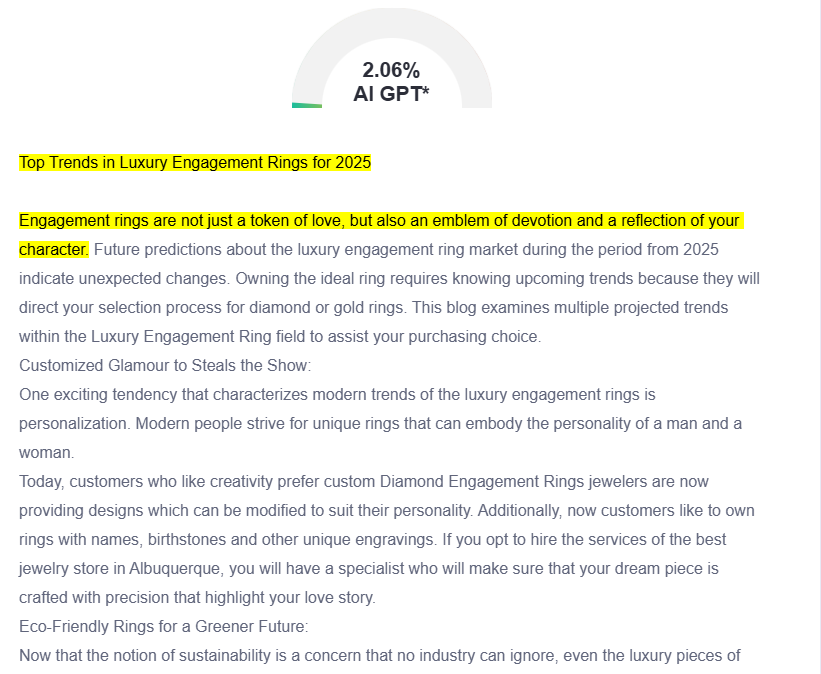 2.06%
AI GPT*
Top Trends in Luxury Engagement Rings for 2025
Engagement rings are not just a token of love, but also an emblem of devotion and a reflection of your
character. Future predictions about the luxury engagement ring market during the period from 2025
indicate unexpected changes. Owning the ideal ring requires knowing upcoming trends because they will
direct your selection process for diamond or gold rings. This blog examines multiple projected trends
within the Luxury Engagement Ring field to assist your purchasing choice.
Customized Glamour to Steals the Show:
One exciting tendency that characterizes modern trends of the luxury engagement rings is
personalization. Modern people strive for unique rings that can embody the personality of a man and a
woman.
Today, customers who like creativity prefer custom Diamond Engagement Rings jewelers are now
providing designs which can be modified to suit their personality. Additionally, now customers like to own
rings with names, birthstones and other unique engravings. If you opt to hire the services of the best
jewelry store in Albuquerque, you will have a specialist who will make sure that your dream piece is
crafted with precision that highlight your love story.
Eco-Friendly Rings for a Greener Future:
Now that the notion of sustainability is a concern that no industry can ignore, even the luxury pieces of